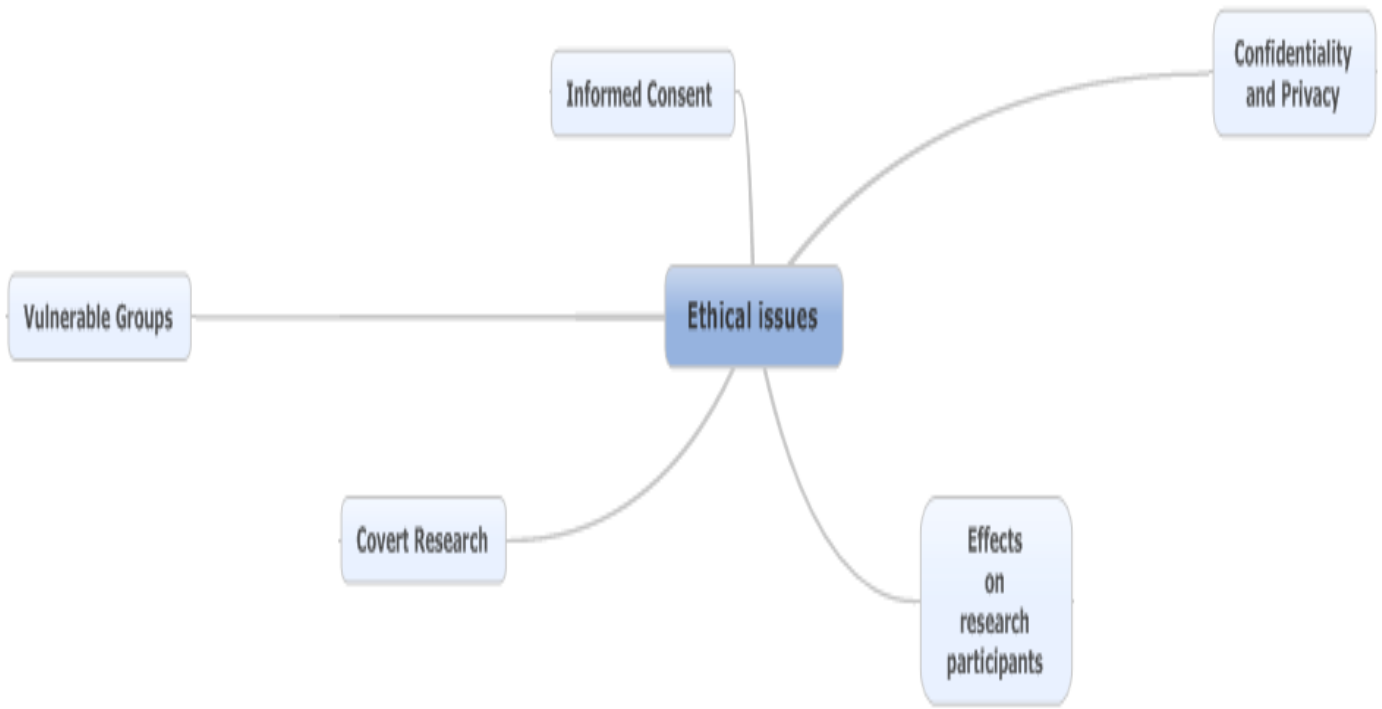 Informed Consent
Confidentiality
and Privacy
Vulnerable Groups
Ethical issues
Covert Research
Effects
on
research
participants